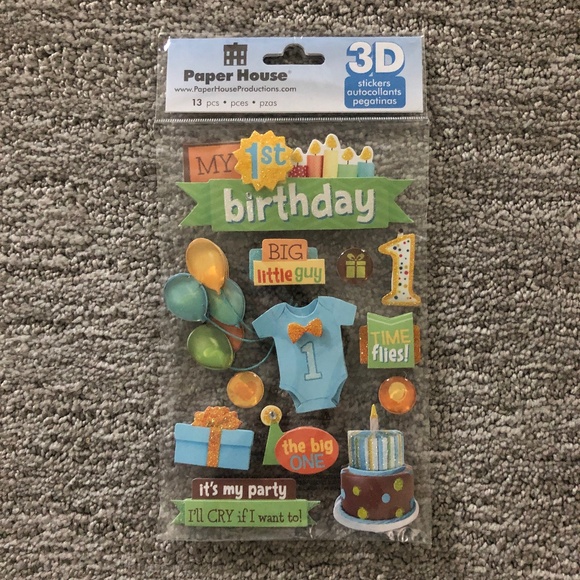 Paper House®
www.PaperHouseProductions.com
13 pcs • pces • pzas
3D
stickers
autocollants
pegatinas
MY 1st
birthday
BIG
little guy
1
TIME
flies!
1
the big
ONE
it's my party
I'll CRY if I want to!